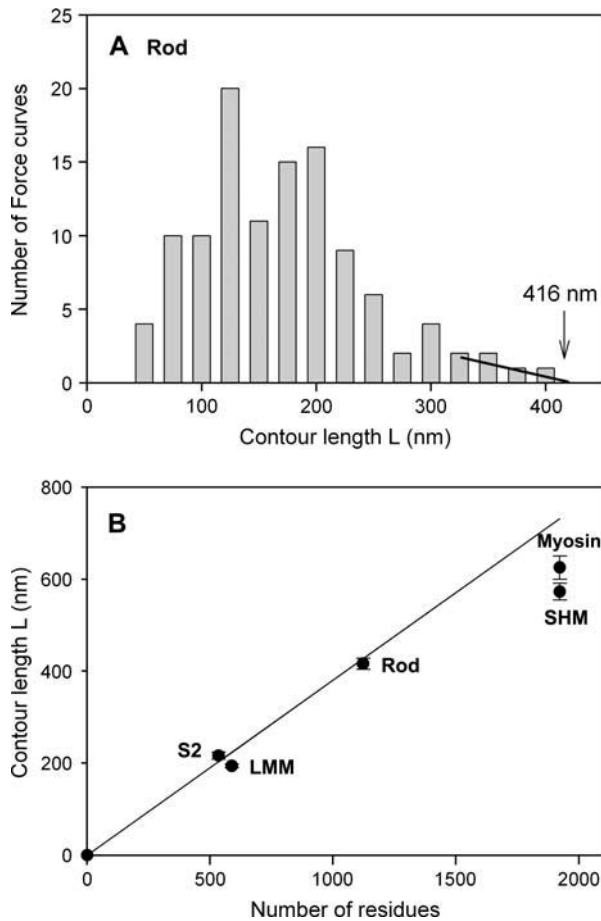 A Rod
Number of Force curves
25
20
15
10
5
0
416 nm
0 100 200 300 400
Contour length L (nm)
B
Contour length L (nm)
800
600
400
200
0
Myosin
SHM
Rod
S2
LMM
0 500 1000 1500 2000
Number of residues